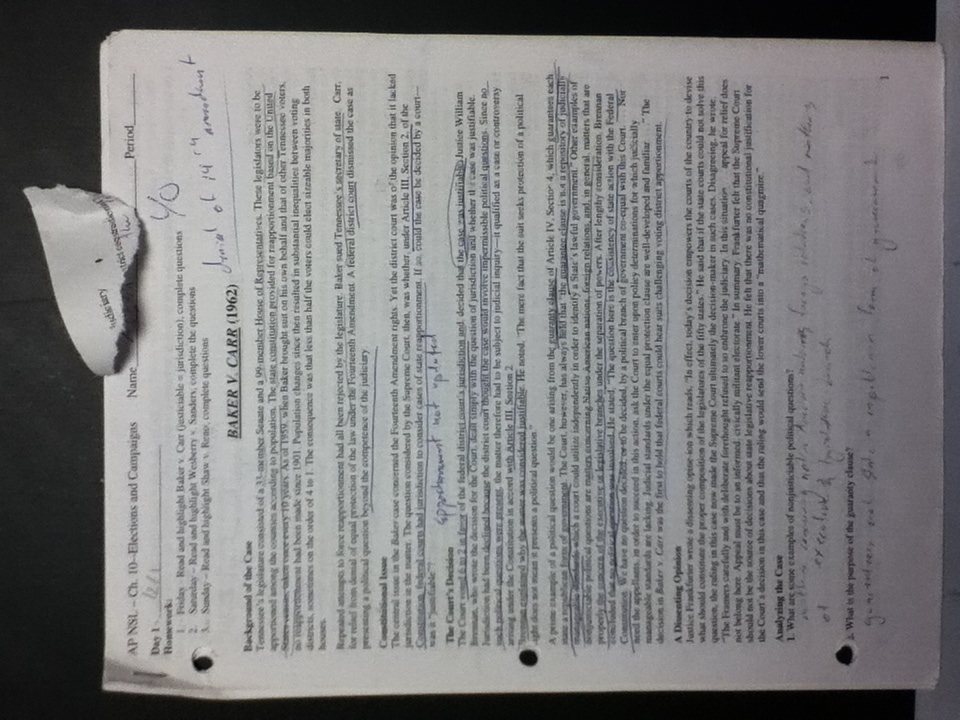 Judiciary
AP NSL – Ch. 10--Elections and Campaigns Name Period
Day 1
Homework:
1. Friday – Read and highlight Baker v. Carr (justiciable = jurisdiction), complete questions
2. Saturday – Read and highlight Wesberry v. Sanders, complete the questions
3. Sunday – Read and highlight Shaw v. Reno, complete questions
denial of 14th amendment
BAKER V. CARR (1962)
Background of the Case
Tennessee's legislature consisted of a 33-member Senate and a 99-member House of Representatives. These legislators were to be
apportioned among the counties according to population. The state constitution provided for reapportionment based on the United
States census, taken once every 10 years. As of 1959, when Baker brought suit on his own behalf and that of other Tennessee voters,
no reapportionment had been made since 1901. Population changes since then resulted in substantial inequalities between voting
districts, sometimes on the order of 4 to 1. The consequence was that less than half the voters could elect sizeable majorities in both
houses.
Repeated attempts to force reapportionment had all been rejected by the legislature. Baker sued Tennessee's secretary of state, Carr,
for relief from denial of equal protection of the law under the Fourteenth Amendment. A federal district court dismissed the case as
presenting a political question beyond the competence of the judiciary.
Constitutional Issue
The central issue in the Baker case concerned the Fourteenth Amendment rights. Yet the district court was of the opinion that it lacked
jurisdiction in the matter. The question considered by the Supreme Court, then, was whether, under Article III, Section 2, of the
Constitution, federal courts had jurisdiction to consider cases of state reapportionment. If so, could the case be decided by a court—
was it "justifiable"?
apportionment not updated
The Court's Decision
The Court voted 6 to 2 in favor of the federal district court's jurisdiction and, decided that the case was justifiable. Justice William
Brennan, who wrote the decision for the Court, dealt simply with the question of jurisdiction and whether the case was justifiable.
Jurisdiction had been declined because the district court thought the case would involve impermissible political questions. Since no
such political questions were present, the matter therefore had to be subject to judicial inquiry—it qualified as a case or controversy
arising under the Constitution in accord with Article III, Section 2.
Brennan explained why the matter was considered justifiable. He noted, "The mere fact that the suit seeks protection of a political
right does not mean it presents a political question."
A prime example of a political question would be one arising from the guaranty clause of Article IV, Section 4, which guarantees each
state a republican form of government. The Court, however, has always held that "the guarantee clause is not a repository of judicially
manageable standards which a court could utilize independently in order to identify a State's lawful government." Other examples of
nonjusticiable political questions are matters concerning Native American nations, foreign relations, and, in general, matters that are
properly the concern of the executive or legislative branches under the separation of powers. After lengthy consideration, Brennan
concluded that no political question was involved. He stated, "The question here is the consistency of state action with the Federal
Constitution. We have no question decided, or to be decided, by a political branch of government co-equal with this Court. . . . Nor
need the appellants, in order to succeed in this action, ask the Court to enter upon policy determinations for which judicially
manageable standards are lacking. Judicial standards under the equal protection clause are well-developed and familiar. . . ." The
decision in Baker v. Carr was the first to hold that federal courts could hear suits challenging voting district apportionment.
A Dissenting Opinion
Justice Frankfurter wrote a dissenting opise-ion which reads, "In effect, today's decision empowers the courts of the country to devise
what should constitute the proper composition of the legislatures of the fifty states." He said that if the state courts could not solve this
question, the ruling in this case now made the Supreme Court ultimately the decision-maker in such cases. Disagreeing, he wrote,
"The Framers carefully and with deliberate forethought refused to so enthrone the judiciary. In this situation . . . appeal for relief does
not belong here. Appeal must be to an informed, civically militant electorate." In summary, Frankfurter felt that the Supreme Court
should not be the source of decisions about state legislative reapportionment. He felt that there was no constitutional justification for
the Court's decision in this case and that the ruling would send the lower courts into a "mathematical quagmire."
Analyzing the Case
1. What are some examples of nonjusticiable political questions?
matters concerning native American nations, foreign relations, and matters
of executive & legislative branch
2. What is the purpose of the guaranty clause?
guarantees each state a republican form of government
1